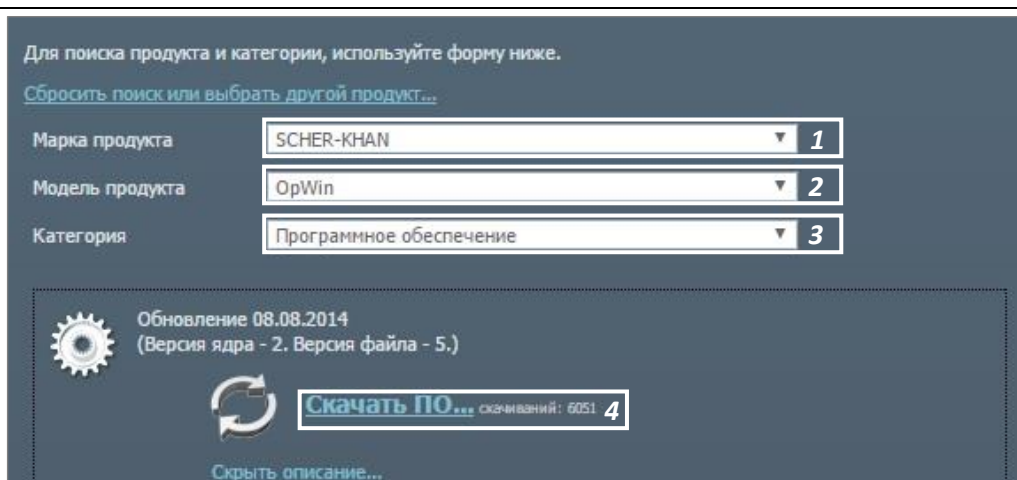 Для поиска продукта и категории, используйте форму ниже.
Сбросить поиск или выбрать другой продукт...
Марка продукта SCHER-KHAN 1
Модель продукта OpWin 2
Категория Программное обеспечение 3
Обновление 08.08.2014
(Версия ядра - 2. Версия файла - 5.)
Скачать ПО... скачиваний: 6051 4
Скрыть описание...